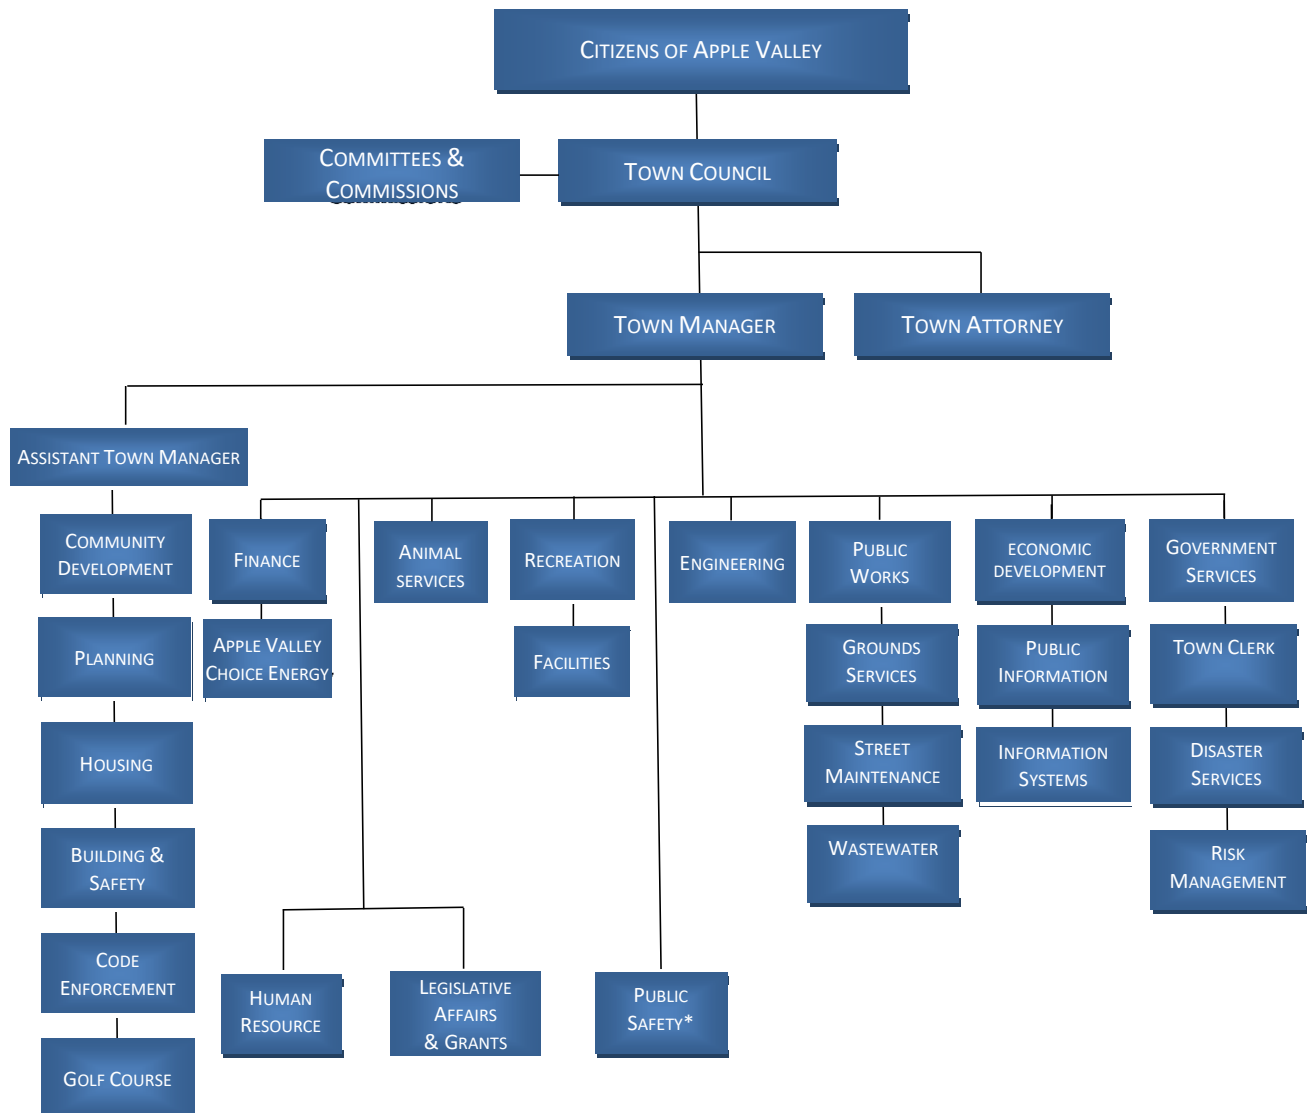 CITIZENS OF APPLE VALLEY
COMMITTEES &
COMMISSIONS
TOWN COUNCIL
TOWN MANAGER
TOWN ATTORNEY
ASSISTANT TOWN MANAGER
COMMUNITY
DEVELOPMENT
FINANCE
ANIMAL
SERVICES
RECREATION
ENGINEERING
PUBLIC
WORKS
ECONOMIC
DEVELOPMENT
GOVERNMENT
SERVICES
PLANNING
APPLE VALLEY
CHOICE ENERGY
FACILITIES
GROUNDS
SERVICES
PUBLIC
INFORMATION
TOWN CLERK
HOUSING
STREET
MAINTENANCE
INFORMATION
SYSTEMS
DISASTER
SERVICES
BUILDING &
SAFETY
WASTEWATER
RISK
MANAGEMENT
CODE
ENFORCEMENT
HUMAN
RESOURCE
LEGISLATIVE
AFFAIRS
& GRANTS
PUBLIC
SAFETY*
GOLF COURSE